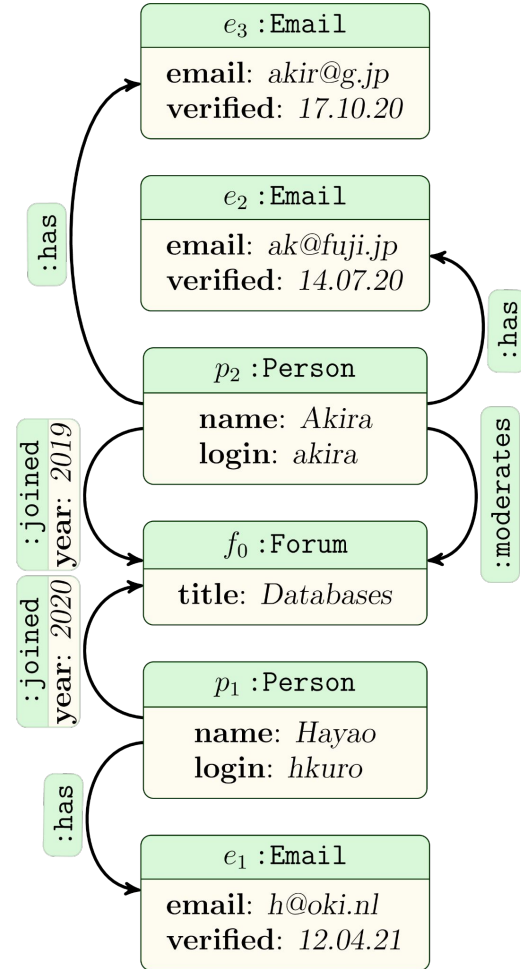 e₃ :Email
email: akir@g.jp
verified: 17.10.20
:has
e₂ :Email
email: ak@fuji.jp
verified: 14.07.20
:has
p₂ :Person
name: Akira
login: akira
:joined
year: 2019
:moderates
f₀ :Forum
title: Databases
:joined
year: 2020
p₁ :Person
name: Hayao
login: hkuro
:has
e₁ :Email
email: h@oki.nl
verified: 12.04.21